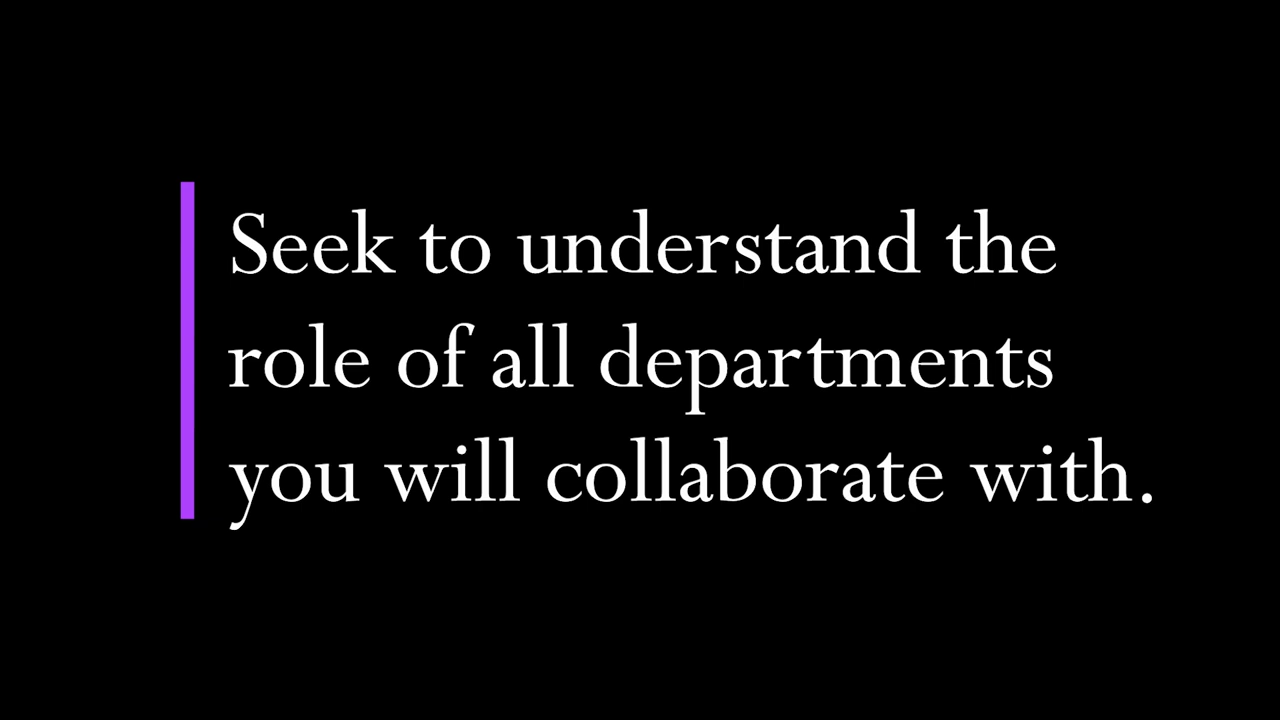 Seek to understand the
role of all departments
you will collaborate with.